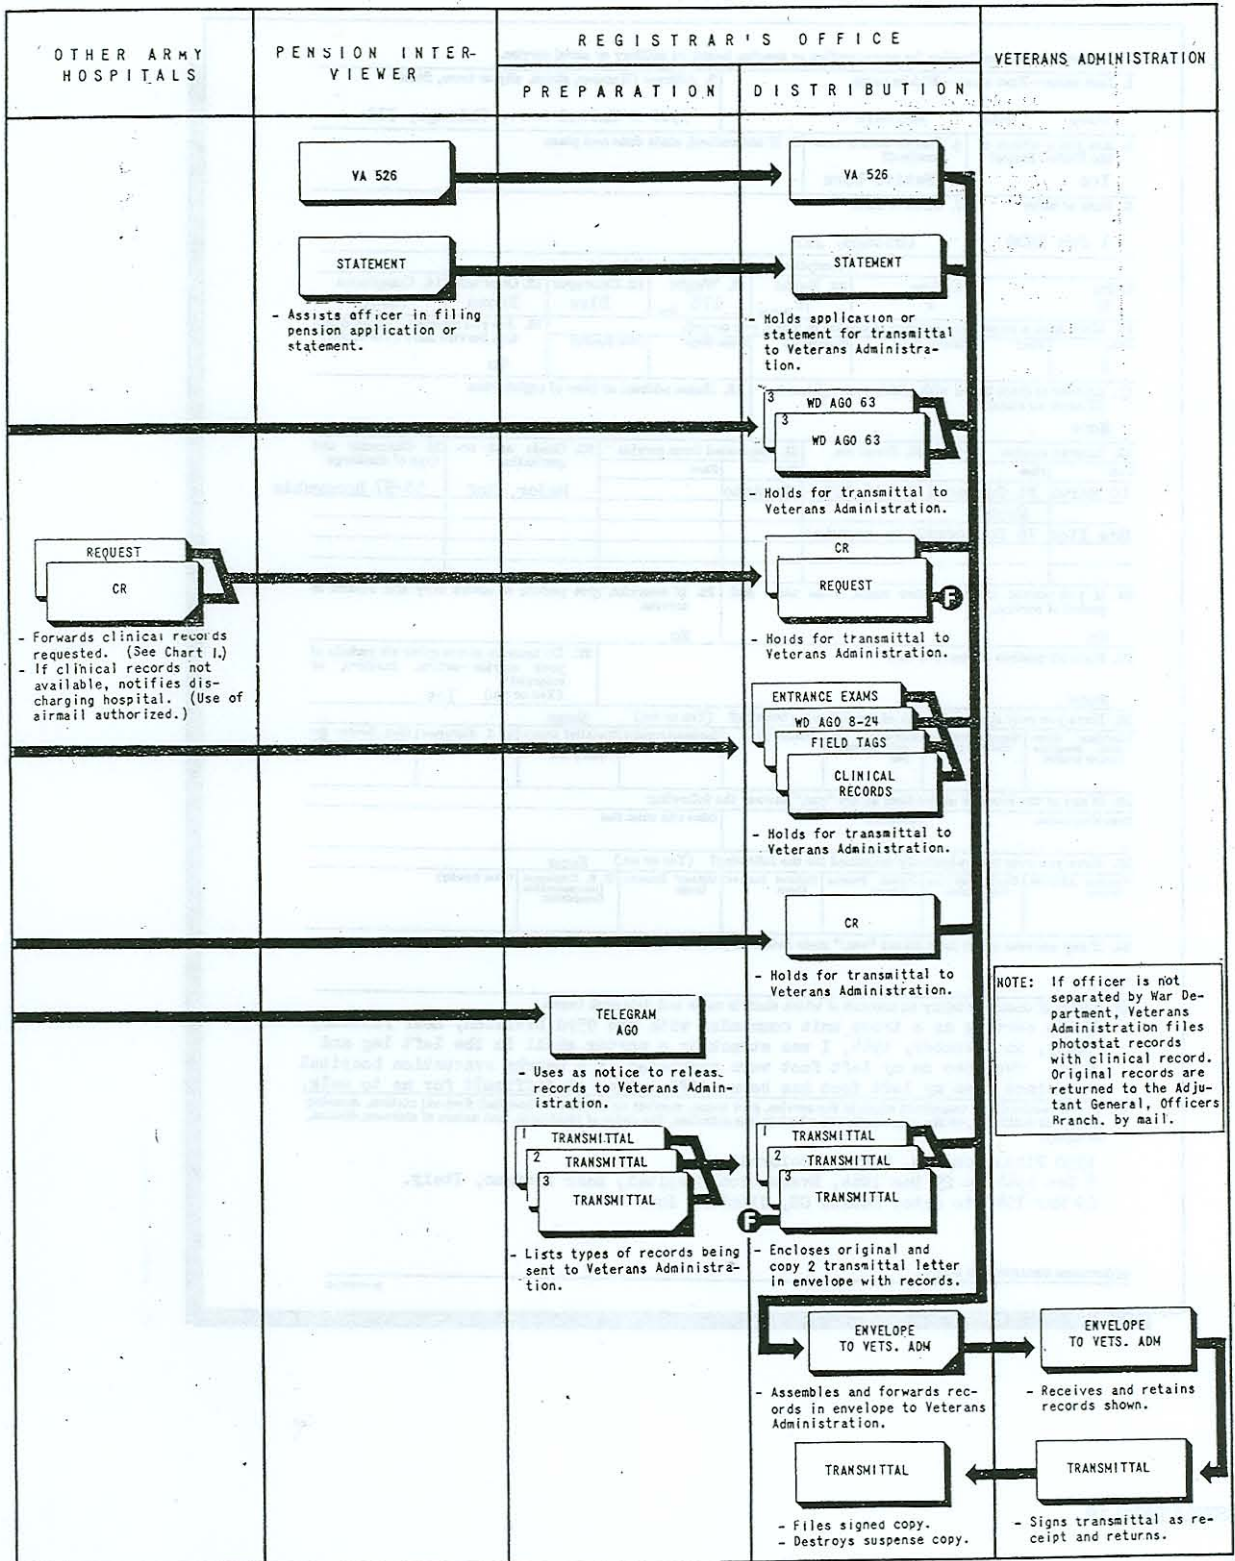 OTHER ARMY
HOSPITALS
PENSION INTER-
VIEWER
REGISTRAR'S OFFICE
PREPARATION
DISTRIBUTION
VETERANS ADMINISTRATION
VA 526
VA 526
STATEMENT
STATEMENT
- Assists officer in filing
pension application or
statement.
- Holds application or
statement for transmittal
to Veterans Administra-
tion.
3
WD AGO 63
3
WD AGO 63
- Holds for transmittal to
Veterans Administration.
REQUEST
CR
CR
REQUEST
F
- Forwards clinical records
requested. (See Chart I.)
- If clinical records not
available, notifies dis-
charging hospital. (Use of
airmail authorized.)
- Holds for transmittal to
Veterans Administration.
ENTRANCE EXAMS
WD AGO 8-24
FIELD TAGS
CLINICAL
RECORDS
- Holds for transmittal to
Veterans Administration.
CR
- Holds for transmittal to
Veterans Administration.
TELEGRAM
AGO
- Uses as notice to releas
records to Veterans Admin-
istration.
NOTE: If officer is not
separated by War De-
partment, Veterans
Administration files
photostat records
with clinical record.
Original records are
returned to the Adju-
tant General, Officers
Branch. by mail.
1
TRANSMITTAL
2
TRANSMITTAL
3
TRANSMITTAL
1
TRANSMITTAL
2
TRANSMITTAL
3
TRANSMITTAL
F
- Lists types of records being
sent to Veterans Administra-
tion.
- Encloses original and
copy 2 transmittal letter
in envelope with records.
ENVELOPE
TO VETS. ADM
ENVELOPE
TO VETS. ADM
- Assembles and forwards rec-
ords in envelope to Veterans
Administration.
- Receives and retains
records shown.
TRANSMITTAL
TRANSMITTAL
- Files signed copy.
- Destroys suspense copy.
- Signs transmittal as re-
ceipt and returns.